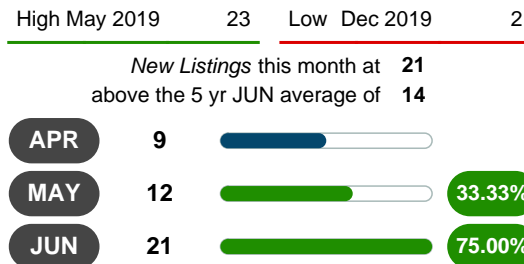 High May 2019 23 Low Dec 2019 2
New Listings this month at 21
above the 5 yr JUN average of 14
APR 9
MAY 12 33.33%
JUN 21 75.00%